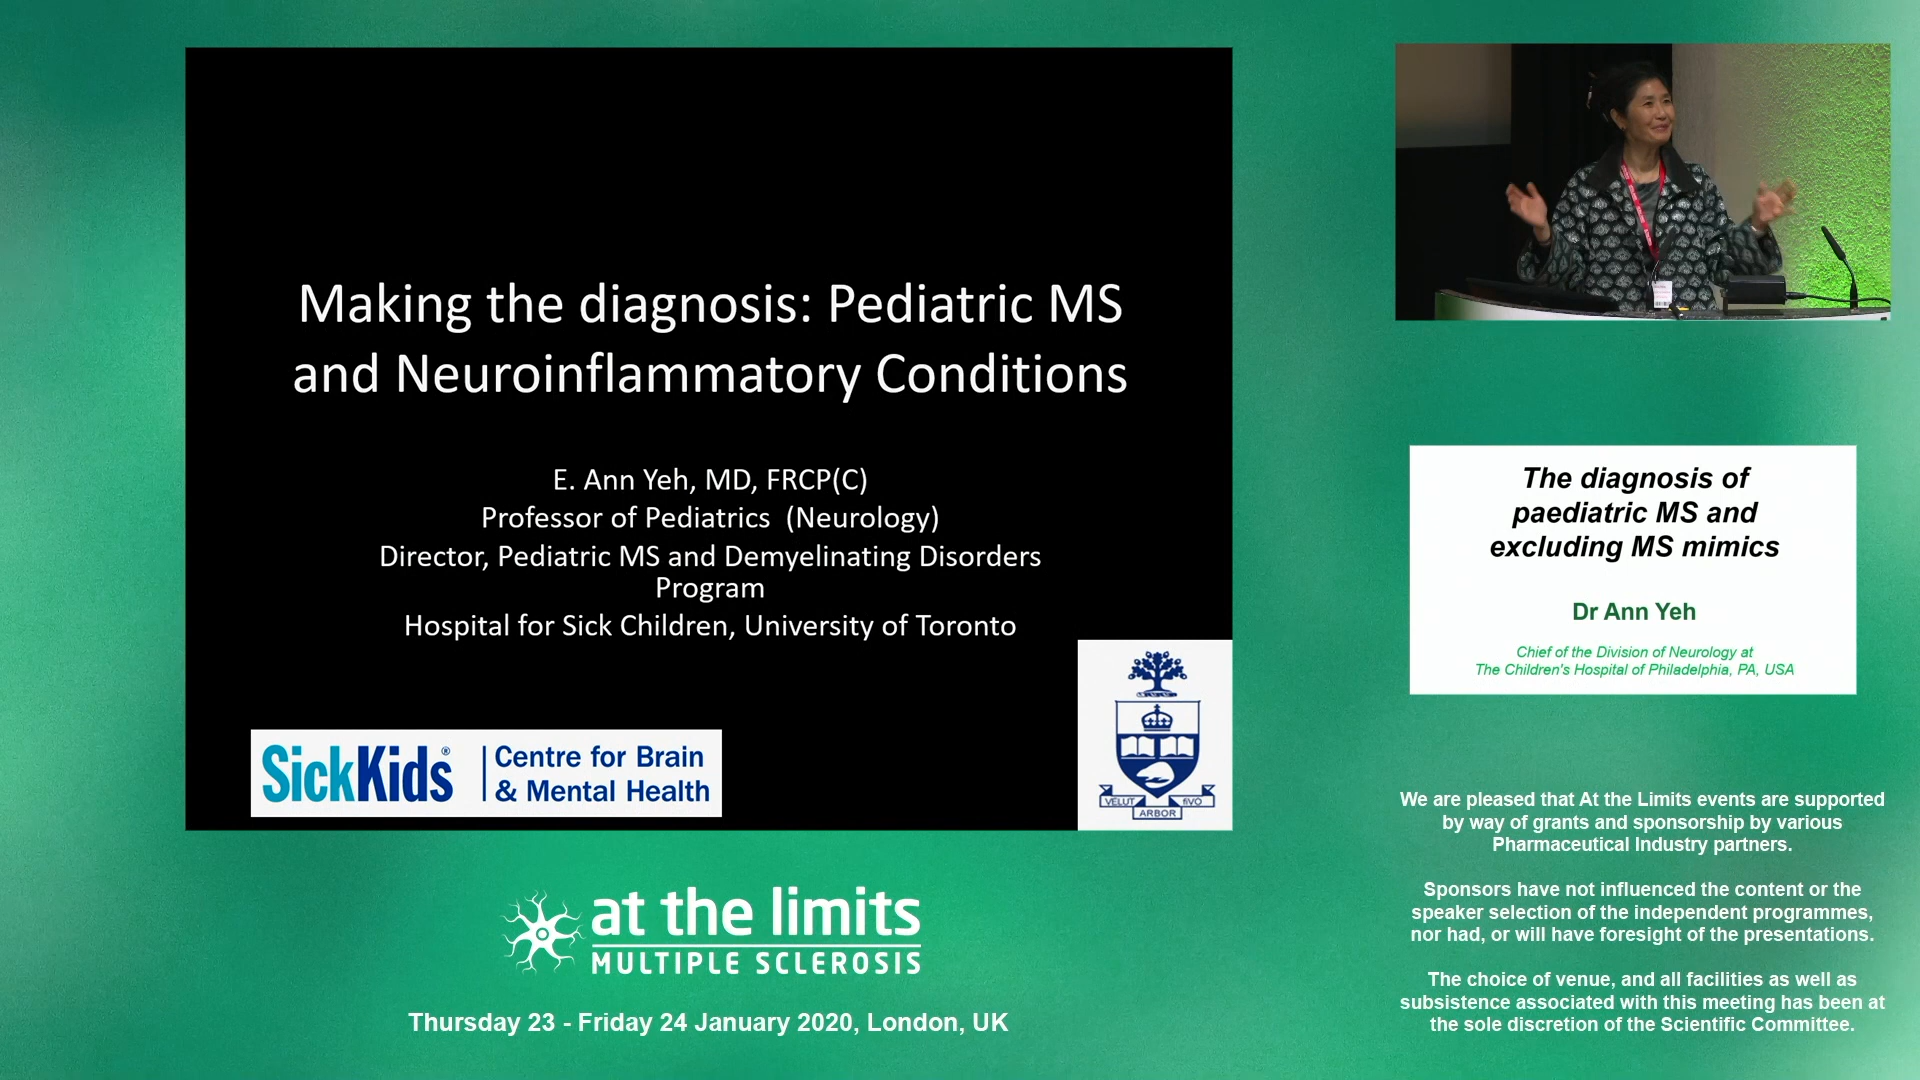 Making the diagnosis: Pediatric MS
and Neuroinflammatory Conditions
E. Ann Yeh, MD, FRCP(C)
Professor of Pediatrics (Neurology)
Director, Pediatric MS and Demyelinating Disorders
Program
Hospital for Sick Children, University of Toronto
SickKids® Centre for Brain
& Mental Health
VELUT ARBOR ÆVO
at the limits
MULTIPLE SCLEROSIS
Thursday 23 - Friday 24 January 2020, London, UK
The diagnosis of
paediatric MS and
excluding MS mimics
Dr Ann Yeh
Chief of the Division of Neurology at
The Children's Hospital of Philadelphia, PA, USA
We are pleased that At the Limits events are supported
by way of grants and sponsorship by various
Pharmaceutical Industry partners.
Sponsors have not influenced the content or the
speaker selection of the independent programmes,
nor had, or will have foresight of the presentations.
The choice of venue, and all facilities as well as
subsistence associated with this meeting has been at
the sole discretion of the Scientific Committee.